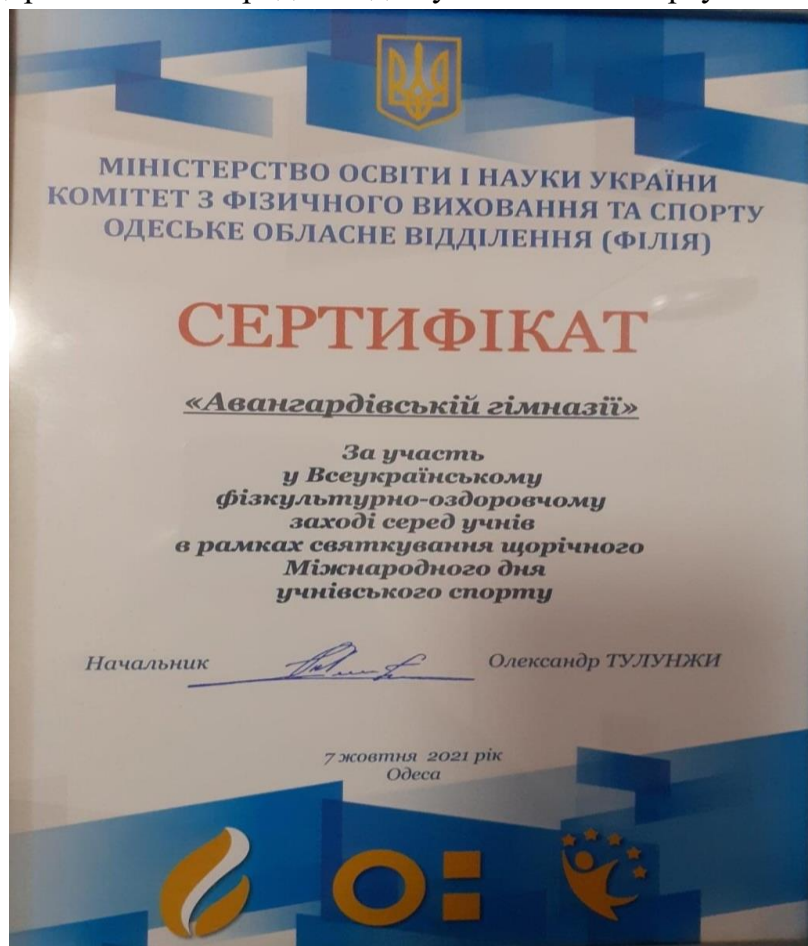 МІНІСТЕРСТВО ОСВІТИ І НАУКИ УКРАЇНИ
КОМІТЕТ З ФІЗИЧНОГО ВИХОВАННЯ ТА СПОРТУ
ОДЕСЬКЕ ОБЛАСНЕ ВІДДІЛЕННЯ (ФІЛІЯ)
СЕРТИФІКАТ
«Авангардівській гімназії»
За участь
у Всеукраїнському
фізкультурно-оздоровчому
заході серед учнів
в рамках святкування щорічного
Міжнародного дня
учнівського спорту
Начальник Олександр ТУЛУНЖИ
7 жовтня 2021 рік
Одеса